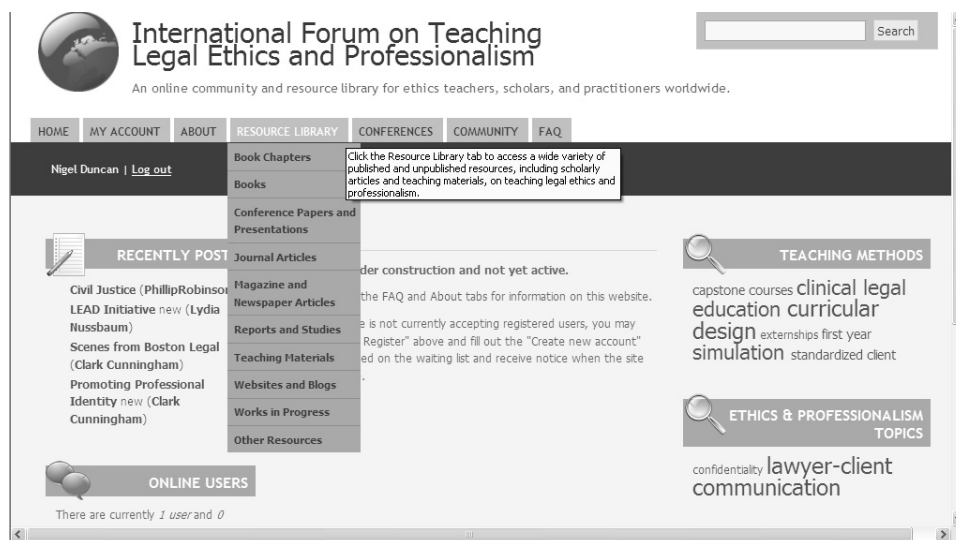 International Forum on Teaching
Legal Ethics and Professionalism
Search
An online community and resource library for ethics teachers, scholars, and practitioners worldwide.
HOME MY ACCOUNT ABOUT RESOURCE LIBRARY CONFERENCES COMMUNITY FAQ
Nigel Duncan | Log out
Book Chapters
Books
Conference Papers and
Presentations
Journal Articles
Magazine and
Newspaper Articles
Reports and Studies
Teaching Materials
Websites and Blogs
Works in Progress
Other Resources
Click the Resource Library tab to access a wide variety of
published and unpublished resources, including scholarly
articles and teaching materials, on teaching legal ethics and
professionalism.
RECENTLY POST
Civil Justice (PhillipRobinso
LEAD Initiative new (Lydia
Nussbaum)
Scenes from Boston Legal
(Clark Cunningham)
Promoting Professional
Identity new (Clark
Cunningham)
der construction and not yet active.
the FAQ and About tabs for information on this website.
e is not currently accepting registered users, you may
Register" above and fill out the "Create new account"
ed on the waiting list and receive notice when the site
.
TEACHING METHODS
capstone courses clinical legal
education curricular
design externships first year
simulation standardized client
ETHICS & PROFESSIONALISM
TOPICS
confidentiality lawyer-client
communication
ONLINE USERS
There are currently 1 user and 0